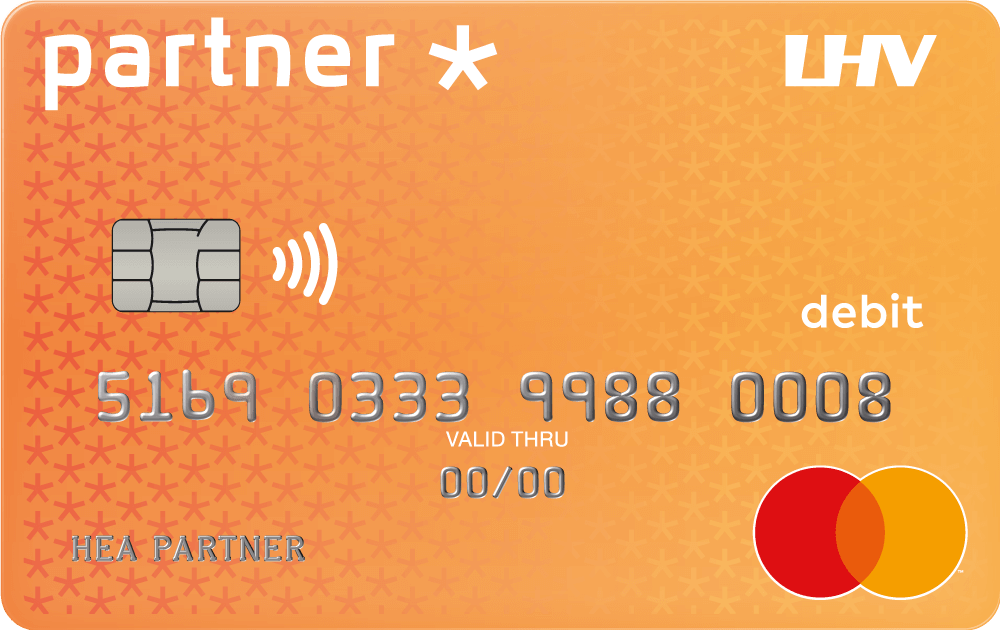 partner * LHV
debit
5169 0333 9988 0008
VALID THRU
00/00
HEA PARTNER